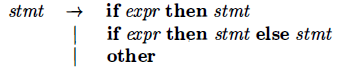 stmt → if expr then stmt
| if expr then stmt else stmt
| other